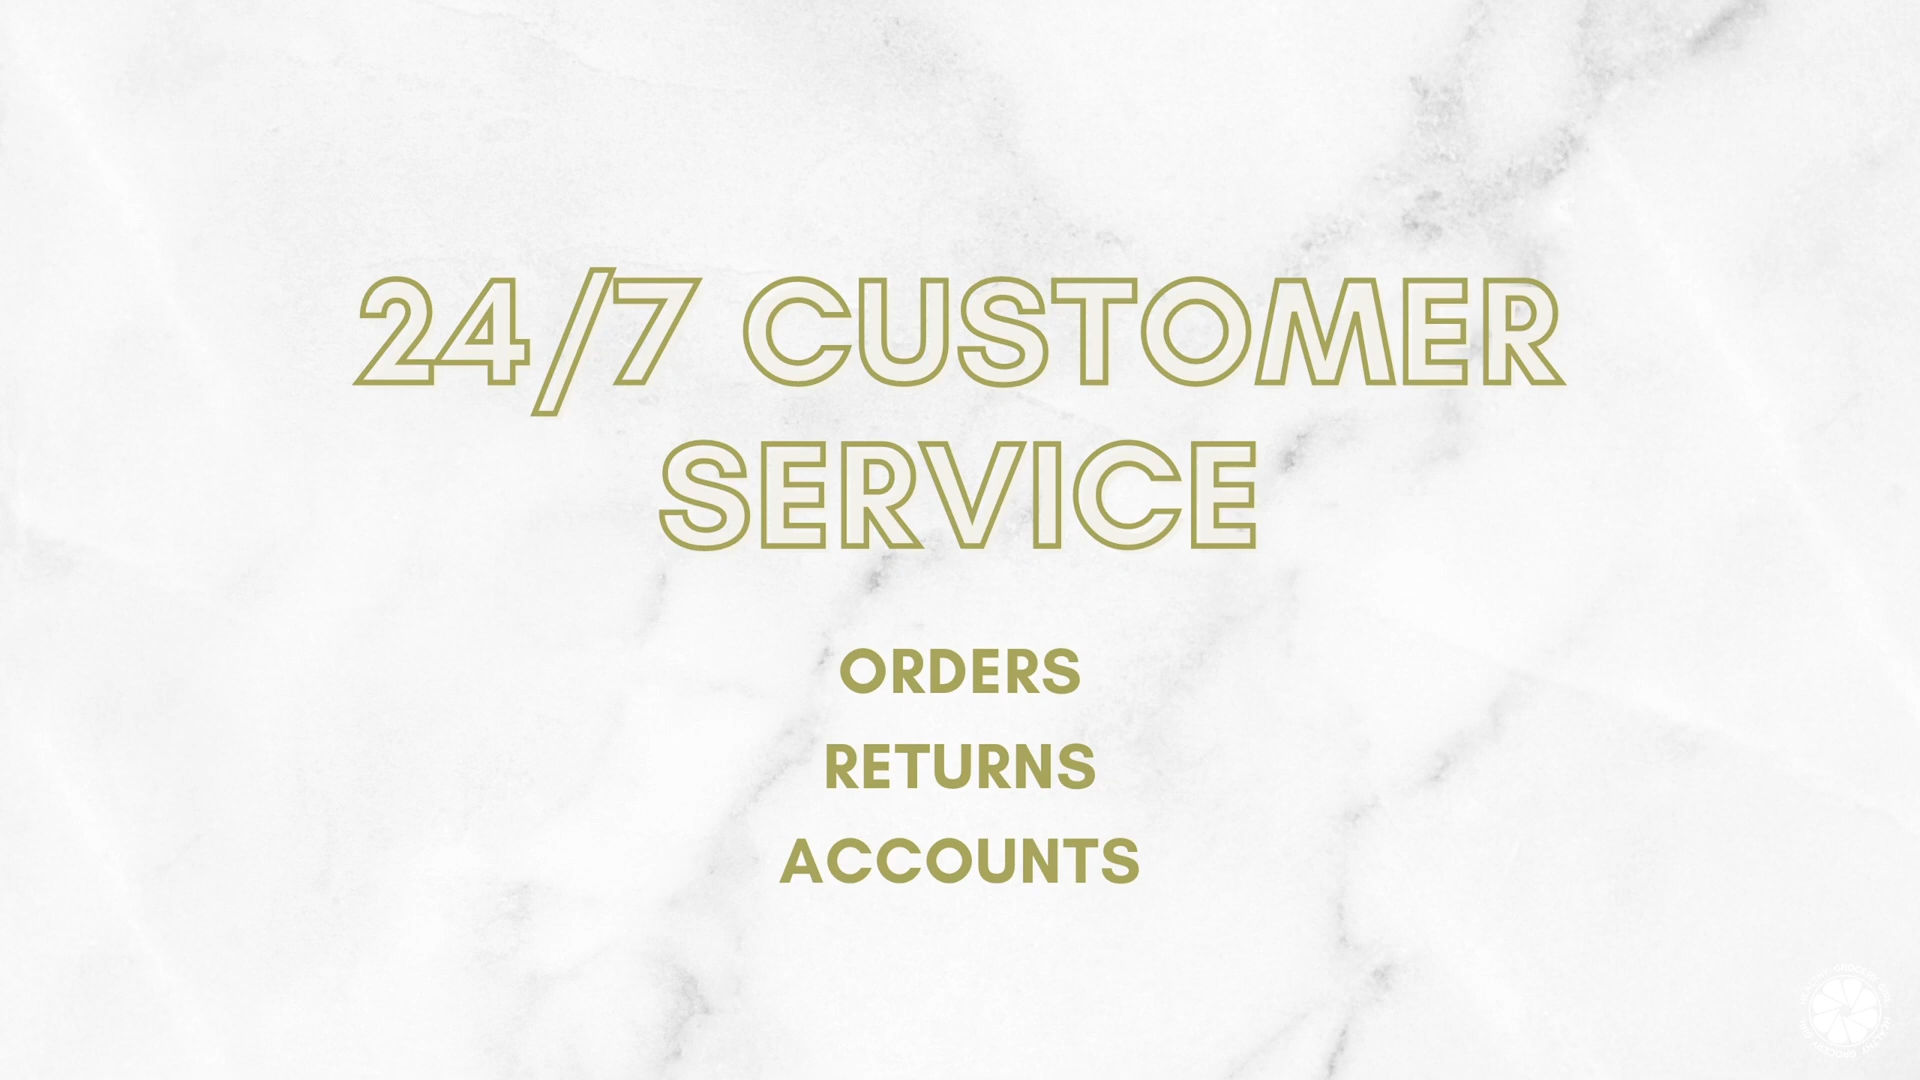 24/7 CUSTOMER
SERVICE
ORDERS
RETURNS
ACCOUNTS